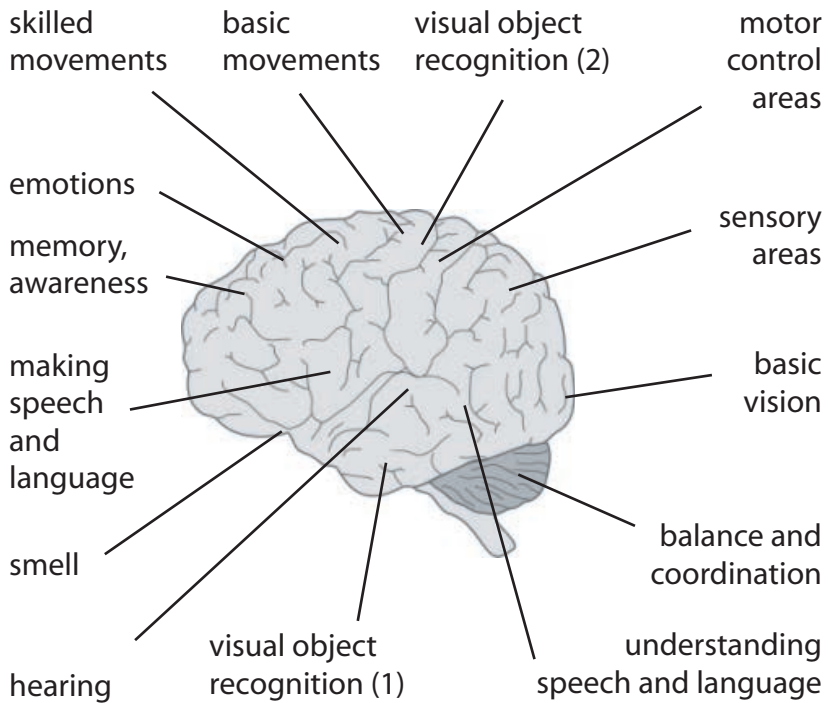 skilled
movements
basic
movements
visual object
recognition (2)
motor
control
areas
emotions
memory,
awareness
sensory
areas
making
speech
and
language
basic
vision
smell
balance and
coordination
hearing
visual object
recognition (1)
understanding
speech and language